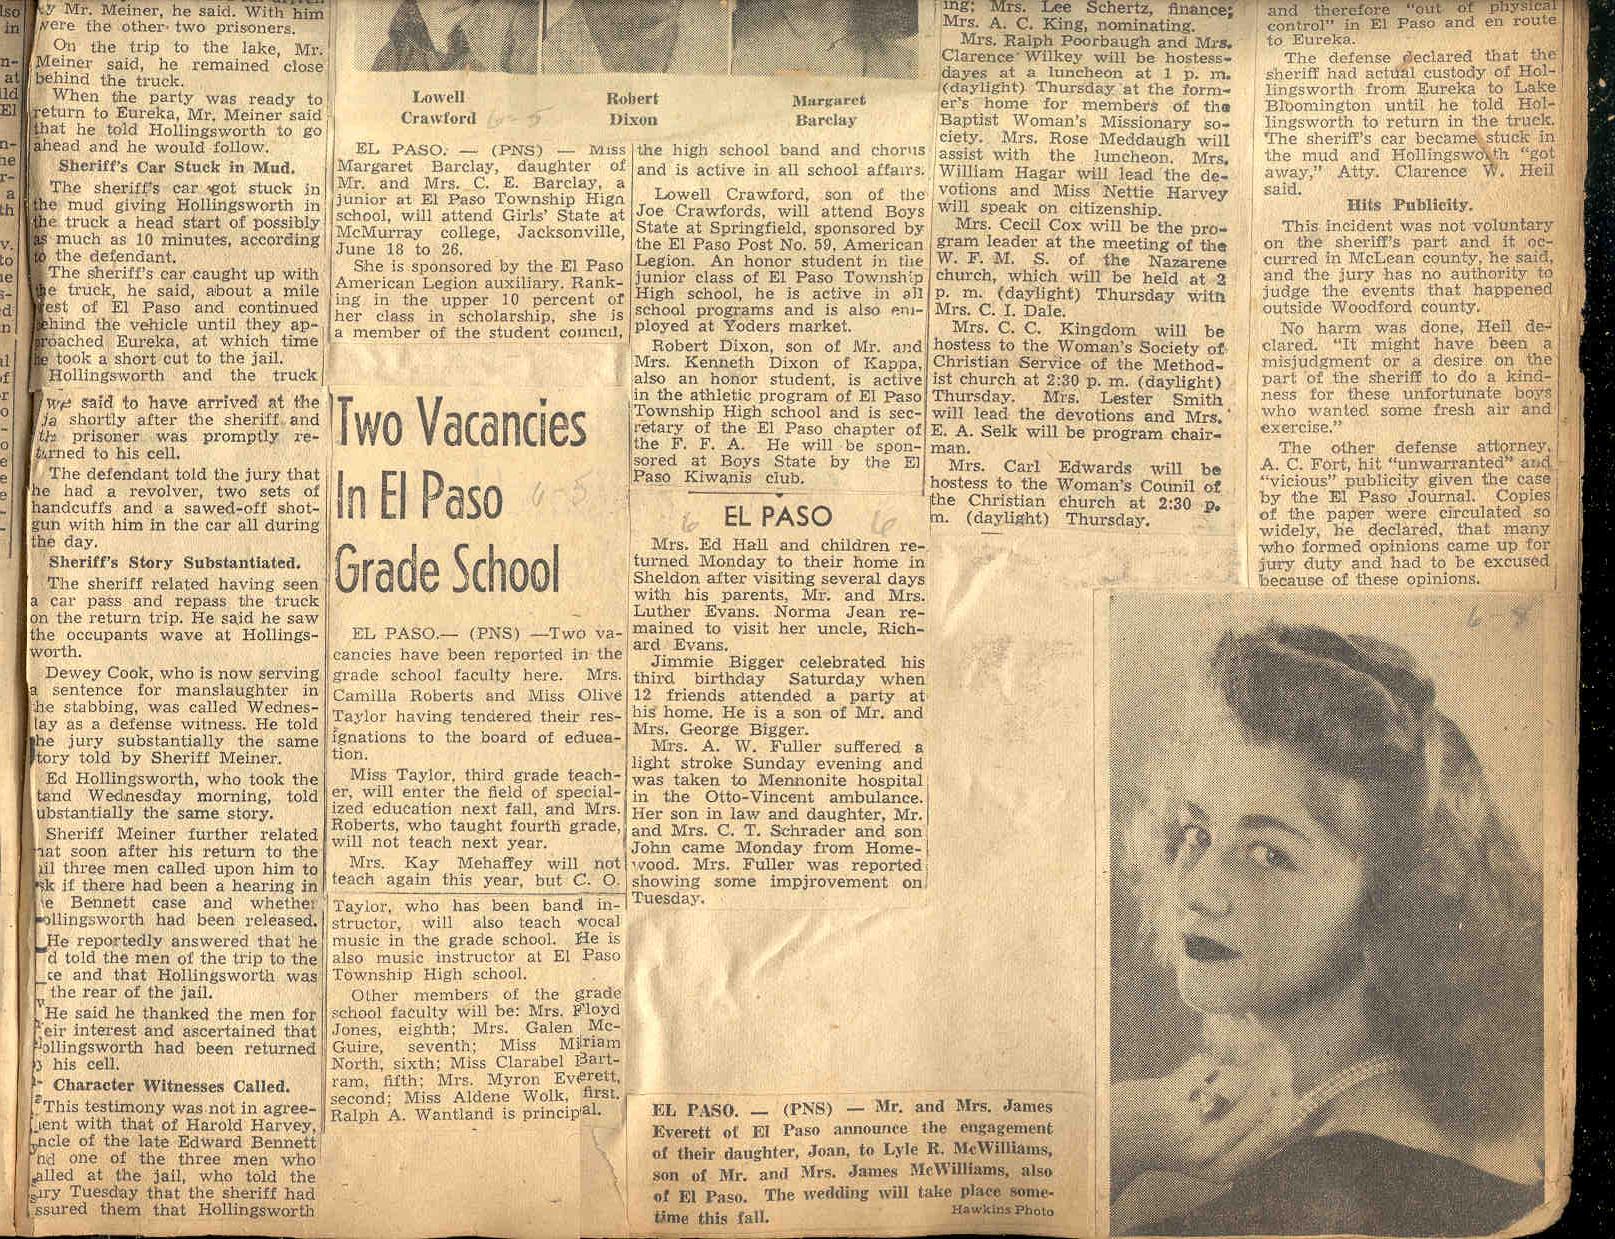 y Mr. Meiner, he said. With him
were the other two prisoners.
On the trip to the lake, Mr.
Meiner said, he remained close
behind the truck.
When the party was ready to
return to Eureka, Mr. Meiner said
that he told Hollingsworth to go
ahead and he would follow.
Sheriff's Car Stuck in Mud.
The sheriff's car got stuck in
the mud giving Hollingsworth in
the truck a head start of possibly
as much as 10 minutes, according
to the defendant.
The sheriff's car caught up with
the truck, he said, about a mile
west of El Paso and continued
behind the vehicle until they ap-
proached Eureka, at which time
he took a short cut to the jail.
Hollingsworth and the truck
we said to have arrived at the
ja shortly after the sheriff and
the prisoner was promptly re-
turned to his cell.
The defendant told the jury that
he had a revolver, two sets of
handcuffs and a sawed-off shot-
gun with him in the car all during
the day.
Sheriff's Story Substantiated.
The sheriff related having seen
a car pass and repass the truck
on the return trip. He said he saw
the occupants wave at Hollings-
worth.
Dewey Cook, who is now serving
a sentence for manslaughter in
he stabbing, was called Wednes-
lay as a defense witness. He told
he jury substantially the same
tory told by Sheriff Meiner.
Ed Hollingsworth, who took the
tand Wednesday morning, told
ubstantially the same story.
Sheriff Meiner further related
hat soon after his return to the
ail three men called upon him to
sk if there had been a hearing in
e Bennett case and whether
ollingsworth had been released.
He reportedly answered that he
d told the men of the trip to the
ke and that Hollingsworth was
the rear of the jail.
He said he thanked the men for
eir interest and ascertained that
ollingsworth had been returned
o his cell.
Character Witnesses Called.
This testimony was not in agree-
ient with that of Harold Harvey,
ncle of the late Edward Bennett
nd one of the three men who
alled at the jail, who told the
ury Tuesday that the sheriff had
ssured them that Hollingsworth
Lowell
Crawford
6-5
Robert
Dixon
Margaret
Barclay
EL PASO. — (PNS) — Miss
Margaret Barclay, daughter of
Mr. and Mrs. C. E. Barclay, a
junior at El Paso Township High
school, will attend Girls' State at
McMurray college, Jacksonville,
June 18 to 26.
She is sponsored by the El Paso
American Legion auxiliary. Rank-
ing in the upper 10 percent of
her class in scholarship, she is
a member of the student council,
the high school band and chorus
and is active in all school affairs.
Lowell Crawford, son of the
Joe Crawfords, will attend Boys
State at Springfield, sponsored by
the El Paso Post No. 59, American
Legion. An honor student in the
junior class of El Paso Township
High school, he is active in all
school programs and is also em-
ployed at Yoders market.
Robert Dixon, son of Mr. and
Mrs. Kenneth Dixon of Kappa,
also an honor student, is active
in the athletic program of El Paso
Township High school and is sec-
retary of the El Paso chapter of
the F. F. A. He will be spon-
sored at Boys State by the El
Paso Kiwanis club.
Two Vacancies
In El Paso
6-5
Grade School
EL PASO.— (PNS) —Two va-
cancies have been reported in the
grade school faculty here. Mrs.
Camilla Roberts and Miss Olive
Taylor having tendered their res-
ignations to the board of educa-
tion.
Miss Taylor, third grade teach-
er, will enter the field of special-
ized education next fall, and Mrs.
Roberts, who taught fourth grade,
will not teach next year.
Mrs. Kay Mehaffey will not
teach again this year, but C. O.
Taylor, who has been band in-
structor, will also teach vocal
music in the grade school. He is
also music instructor at El Paso
Township High school.
Other members of the grade
school faculty will be: Mrs. Floyd
Jones, eighth; Mrs. Galen Mc-
Guire, seventh; Miss Miriam
North, sixth; Miss Clarabel Bart-
ram, fifth; Mrs. Myron Everett,
second; Miss Aldene Wolk, first.
Ralph A. Wantland is principal.
6 EL PASO 6
Mrs. Ed Hall and children re-
turned Monday to their home in
Sheldon after visiting several days
with his parents, Mr. and Mrs.
Luther Evans. Norma Jean re-
mained to visit her uncle, Rich-
ard Evans.
Jimmie Bigger celebrated his
third birthday Saturday when
12 friends attended a party at
his home. He is a son of Mr. and
Mrs. George Bigger.
Mrs. A. W. Fuller suffered a
light stroke Sunday evening and
was taken to Mennonite hospital
in the Otto-Vincent ambulance.
Her son in law and daughter, Mr.
and Mrs. C. T. Schrader and son
John came Monday from Home-
wood. Mrs. Fuller was reported
showing some impjrovement on
Tuesday.
ing; Mrs. Lee Schertz, finance;
Mrs. A. C. King, nominating.
Mrs. Ralph Poorbaugh and Mrs.
Clarence Wilkey will be hostess-
dayes at a luncheon at 1 p. m.
(daylight) Thursday at the form-
er's home for members of the
Baptist Woman's Missionary so-
ciety. Mrs. Rose Meddaugh will
assist with the luncheon. Mrs.
William Hagar will lead the de-
votions and Miss Nettie Harvey
will speak on citizenship.
Mrs. Cecil Cox will be the pro-
gram leader at the meeting of the
W. F. M. S. of the Nazarene
church, which will be held at 2
p. m. (daylight) Thursday with
Mrs. C. I. Dale.
Mrs. C. C. Kingdom will be
hostess to the Woman's Society of
Christian Service of the Method-
ist church at 2:30 p. m. (daylight)
Thursday. Mrs. Lester Smith
will lead the devotions and Mrs.
E. A. Selk will be program chair-
man.
Mrs. Carl Edwards will be
hostess to the Woman's Counil of
the Christian church at 2:30 p.
m. (daylight) Thursday.
and therefore "out of physical
control" in El Paso and en route
to Eureka.
The defense declared that the
sheriff had actual custody of Hol-
lingsworth from Eureka to Lake
Bloomington until he told Hol-
lingsworth to return in the truck.
The sheriff's car became stuck in
the mud and Hollingsworth "got
away," Atty. Clarence W. Heil
said.
Hits Publicity.
This incident was not voluntary
on the sheriff's part and it oc-
curred in McLean county, he said,
and the jury has no authority to
judge the events that happened
outside Woodford county.
No harm was done, Heil de-
clared. "It might have been a
misjudgment or a desire on the
part of the sheriff to do a kind-
ness for these unfortunate boys
who wanted some fresh air and
exercise."
The other defense attorney,
A. C. Fort, hit "unwarranted" and
"vicious" publicity given the case
by the El Paso Journal. Copies
of the paper were circulated so
widely, he declared, that many
who formed opinions came up for
jury duty and had to be excused
because of these opinions.
6-8
EL PASO. — (PNS) — Mr. and Mrs. James
Everett of El Paso announce the engagement
of their daughter, Joan, to Lyle R. McWilliams,
son of Mr. and Mrs. James McWilliams, also
of El Paso. The wedding will take place some-
time this fall.
Hawkins Photo